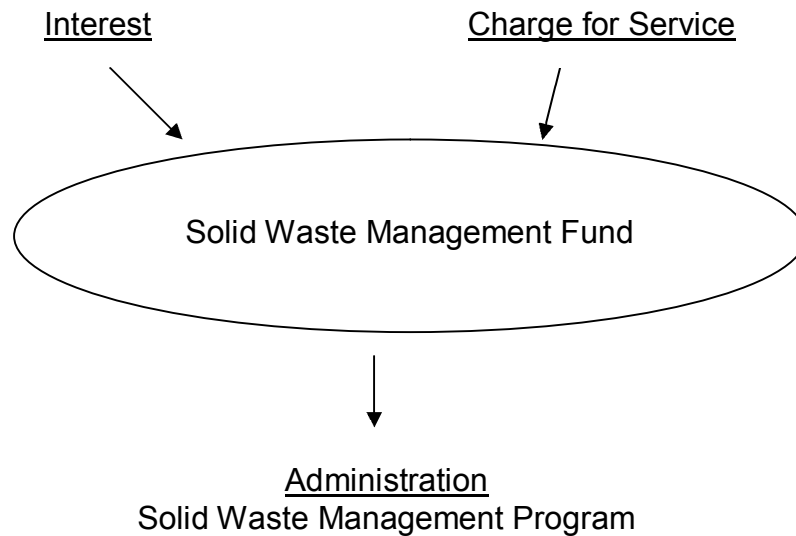 Interest
Charge for Service
Solid Waste Management Fund
Administration
Solid Waste Management Program